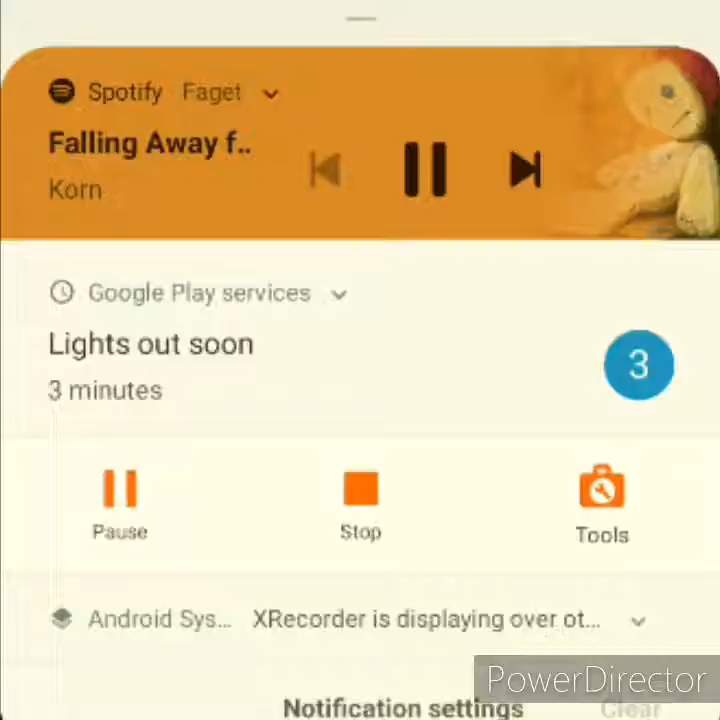 Spotify · Faget
Falling Away f..
Korn
Google Play services
Lights out soon
3 minutes
3
Pause
Stop
Tools
Android Sys... XRecorder is displaying over ot...
PowerDirector
Notification settings
Clear